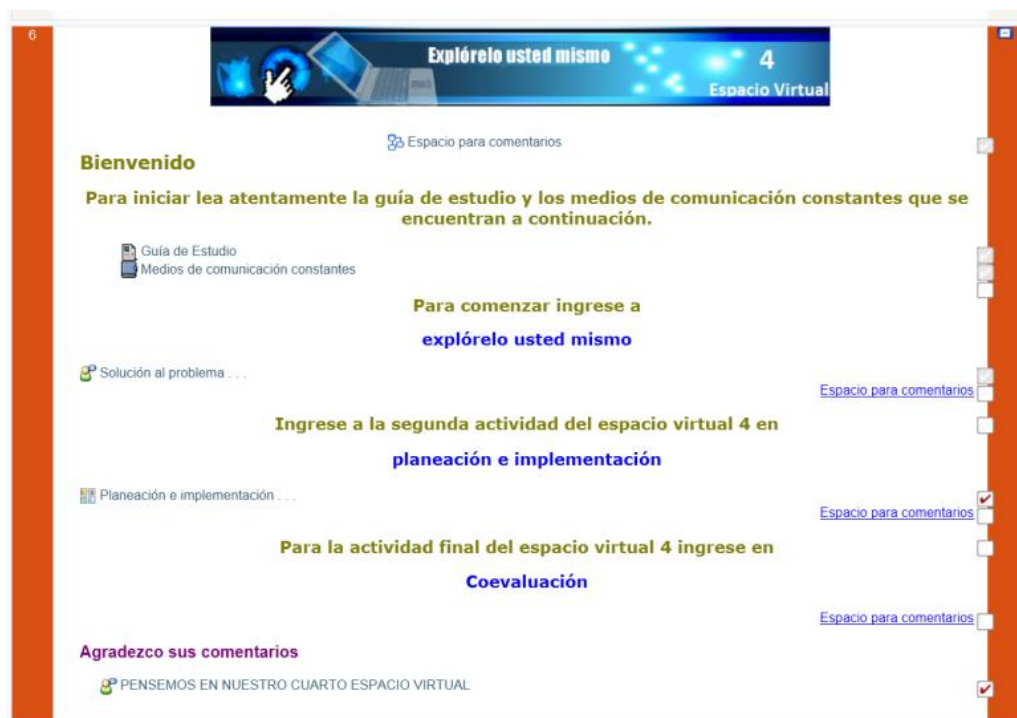 6
Explórelo usted mismo
4
Espacio Virtual
Espacio para comentarios
Bienvenido
Para iniciar lea atentamente la guía de estudio y los medios de comunicación constantes que se
encuentran a continuación.
Guía de Estudio
Medios de comunicación constantes
Para comenzar ingrese a
explórelo usted mismo
Solución al problema . . .
Espacio para comentarios
Ingrese a la segunda actividad del espacio virtual 4 en
planeación e implementación
Planeación e implementación . . .
Espacio para comentarios
Para la actividad final del espacio virtual 4 ingrese en
Coevaluación
Espacio para comentarios
Agradezco sus comentarios
PENSEMOS EN NUESTRO CUARTO ESPACIO VIRTUAL